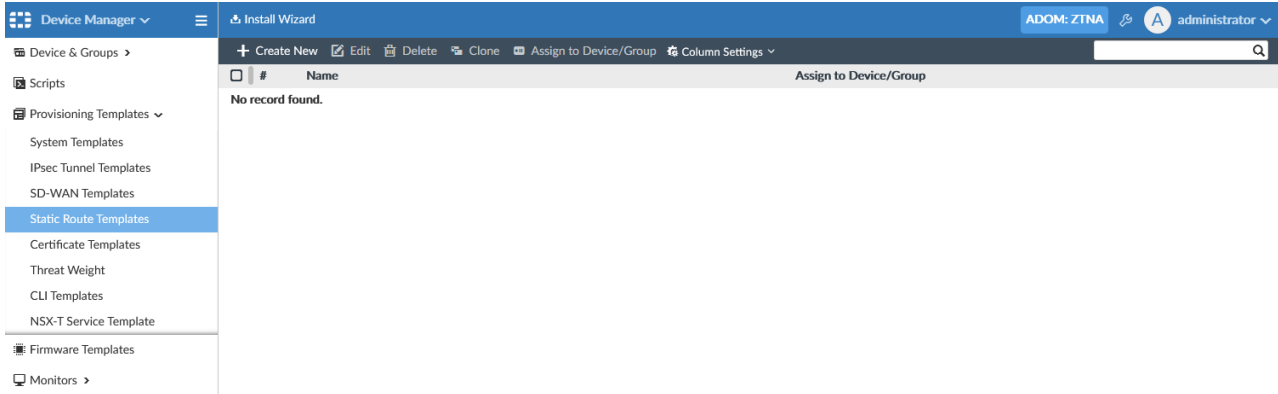 Device Manager
Install Wizard
ADOM: ZTNA
A
administrator
Device & Groups
Create New Edit Delete Clone Assign to Device/Group Column Settings
# Name Assign to Device/Group
Scripts
No record found.
Provisioning Templates
System Templates
IPsec Tunnel Templates
SD-WAN Templates
Static Route Templates
Certificate Templates
Threat Weight
CLI Templates
NSX-T Service Template
Firmware Templates
Monitors